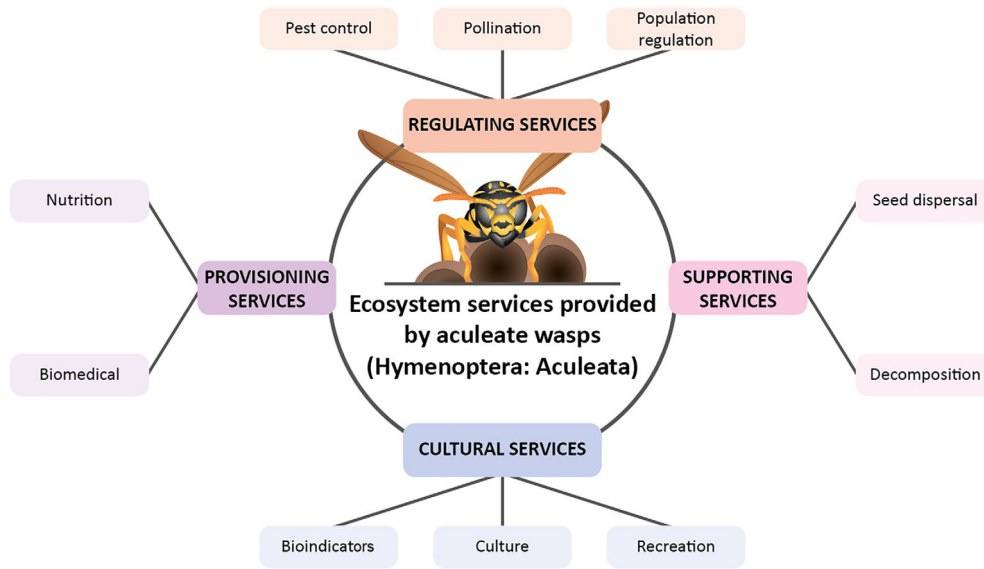 Pest control
Pollination
Population
regulation
REGULATING SERVICES
Nutrition
Seed dispersal
PROVISIONING
SERVICES
SUPPORTING
SERVICES
Ecosystem services provided
by aculeate wasps
(Hymenoptera: Aculeata)
Biomedical
Decomposition
CULTURAL SERVICES
Bioindicators
Culture
Recreation